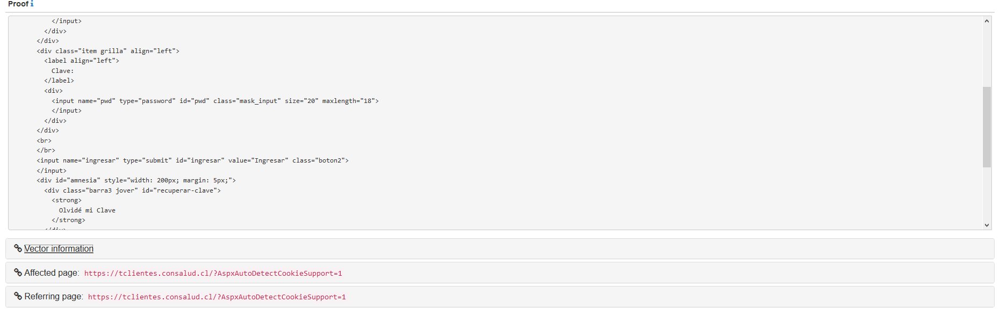 Proof i
</input>
</div>
</div>
<div class="item grilla" align="left">
<label align="left">
Clave:
</label>
<div>
<input name="pwd" type="password" id="pwd" class="mask_input" size="20" maxlength="18">
</input>
</div>
</div>
<br>
</br>
<input name="ingresar" type="submit" id="ingresar" value="Ingresar" class="boton2">
</input>
<div id="amnesia" style="width: 200px; margin: 5px;">
<div class="barra3 jover" id="recuperar-clave">
<strong>
Olvidé mi Clave
</strong>
</div>
Vector information
Affected page: https://tclientes.consalud.cl/?AspxAutoDetectCookieSupport=1
Referring page: https://tclientes.consalud.cl/?AspxAutoDetectCookieSupport=1